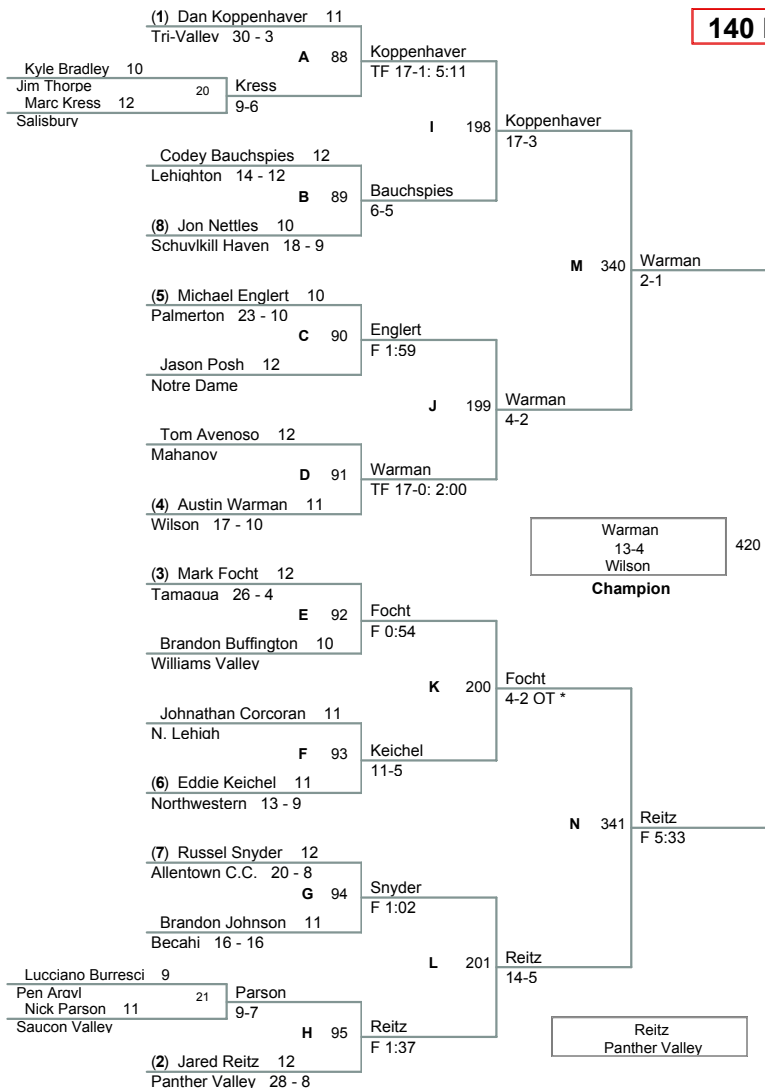 (1) Dan Koppenhaver 11
Tri-Valley 30 - 3
140
A 88
Koppenhaver
TF 17-1: 5:11
Kyle Bradley 10
Jim Thorpe
20
Kress
9-6
Marc Kress 12
Salisbury
I 198
Koppenhaver
17-3
Codey Bauchspies 12
Lehighton 14 - 12
B 89
Bauchspies
6-5
(8) Jon Nettles 10
Schuylkill Haven 18 - 9
M 340
Warman
2-1
(5) Michael Englert 10
Palmerton 23 - 10
C 90
Englert
F 1:59
Jason Posh 12
Notre Dame
J 199
Warman
4-2
Tom Avenoso 12
Mahanoy
D 91
Warman
TF 17-0: 2:00
(4) Austin Warman 11
Wilson 17 - 10
Warman
13-4
Wilson
420
Champion
(3) Mark Focht 12
Tamaqua 26 - 4
E 92
Focht
F 0:54
Brandon Buffington 10
Williams Valley
K 200
Focht
4-2 OT *
Johnathan Corcoran 11
N. Lehigh
F 93
Keichel
11-5
(6) Eddie Keichel 11
Northwestern 13 - 9
N 341
Reitz
F 5:33
(7) Russel Snyder 12
Allentown C.C. 20 - 8
G 94
Snyder
F 1:02
Brandon Johnson 11
Becahi 16 - 16
L 201
Reitz
14-5
Lucciano Burresci 9
Pen Argyl
21
Parson
9-7
Nick Parson 11
Saucon Valley
H 95
Reitz
F 1:37
(2) Jared Reitz 12
Panther Valley 28 - 8
Reitz
Panther Valley